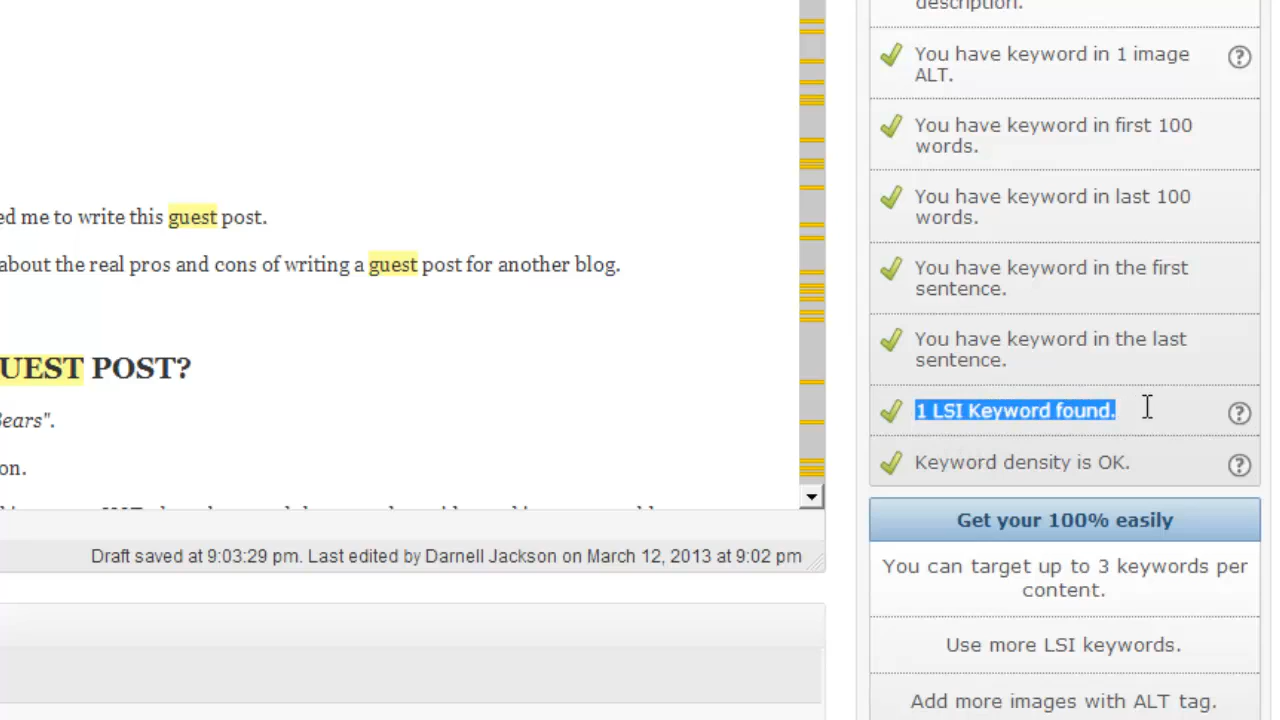 description.
You have keyword in 1 image
ALT.
You have keyword in first 100
words.
You have keyword in last 100
words.
You have keyword in the first
sentence.
You have keyword in the last
sentence.
1 LSI Keyword found.
Keyword density is OK.
Get your 100% easily
You can target up to 3 keywords per
content.
Use more LSI keywords.
Add more images with ALT tag.
ed me to write this guest post.
about the real pros and cons of writing a guest post for another blog.
UEST POST?
Bears".
on.
Draft saved at 9:03:29 pm. Last edited by Darnell Jackson on March 12, 2013 at 9:02 pm